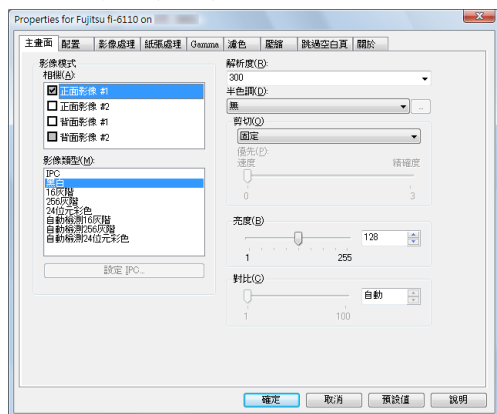 Properties for Fujitsu fi-6110 on
主畫面 配置 影像處理 紙張處理 Gamma 濾色 壓縮 跳過空白頁 關於
影像模式
相機(A):
正面影像 #1
正面影像 #2
背面影像 #1
背面影像 #2
影像類型(M):
IPC
黑白
16灰階
256灰階
24位元彩色
自動檢測16灰階
自動檢測256灰階
自動檢測24位元彩色
設定 IPC...
解析度(R):
300
半色調(D):
無
...
剪切(O)
固定
優先(P):
速度 精確度
0 3
亮度(B)
128
1 255
對比(C)
自動
1 100
確定 取消 預設值 說明